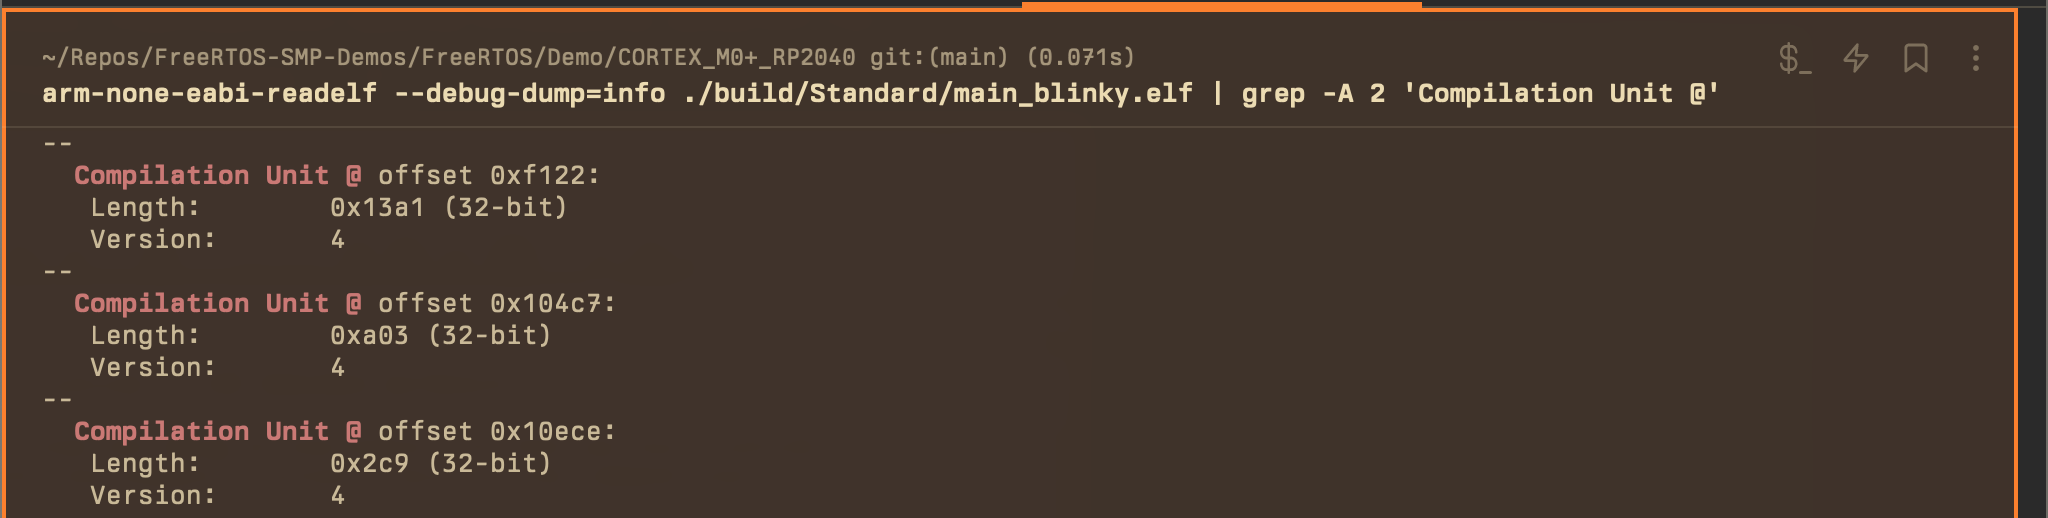 ~/Repos/FreeRTOS-SMP-Demos/FreeRTOS/Demo/CORTEX_M0+_RP2040 git:(main) (0.071s)
$_
arm-none-eabi-readelf --debug-dump=info ./build/Standard/main_blinky.elf | grep -A 2 'Compilation Unit @'
--
  Compilation Unit @ offset 0xf122:
   Length:        0x13a1 (32-bit)
   Version:       4
--
  Compilation Unit @ offset 0x104c7:
   Length:        0xa03 (32-bit)
   Version:       4
--
  Compilation Unit @ offset 0x10ece:
   Length:        0x2c9 (32-bit)
   Version:       4